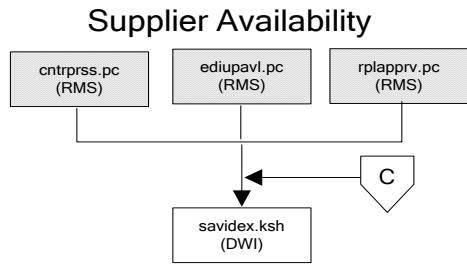 Supplier Availability
cntrprss.pc
(RMS)
ediupavl.pc
(RMS)
rplapprv.pc
(RMS)
C
savidex.ksh
(DWI)